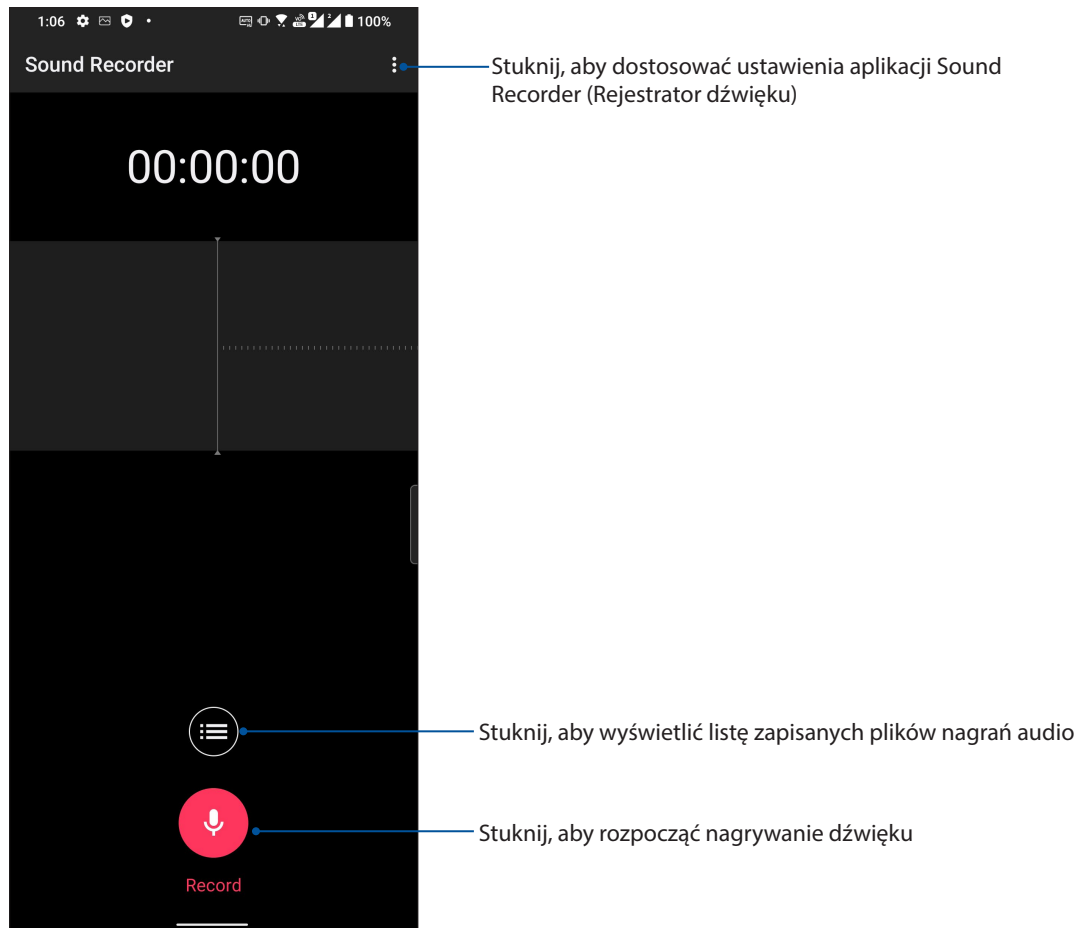 1:06 100%
Sound Recorder
Stuknij, aby dostosować ustawienia aplikacji Sound
Recorder (Rejestrator dźwięku)
00:00:00
Stuknij, aby wyświetlić listę zapisanych plików nagrań audio
Stuknij, aby rozpocząć nagrywanie dźwięku
Record